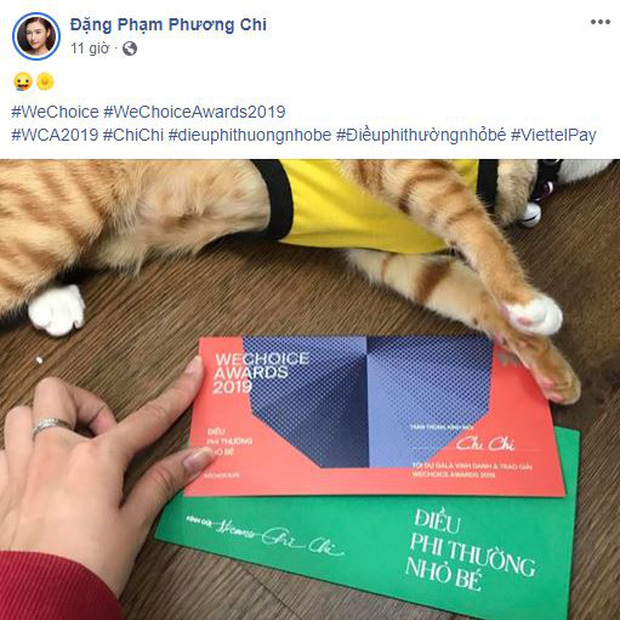 Đặng Phạm Phương Chi
11 giờ ·
#WeChoice #WeChoiceAwards2019
#WCA2019 #ChiChi #dieuphithuongnhobe #Điềuphithườngnhỏbé #ViettelPay
WECHOICE
AWARDS
2019
ĐIỀU
PHI THƯỜNG
NHỎ BÉ
TRÂN TRỌNG KÍNH MỜI
Chi Chi
TỚI DỰ GALA VINH DANH & TRAO GIẢI
WECHOICE AWARDS 2019
KÍNH GỬI
Chi Chi
ĐIỀU
PHI THƯỜNG
NHỎ BÉ